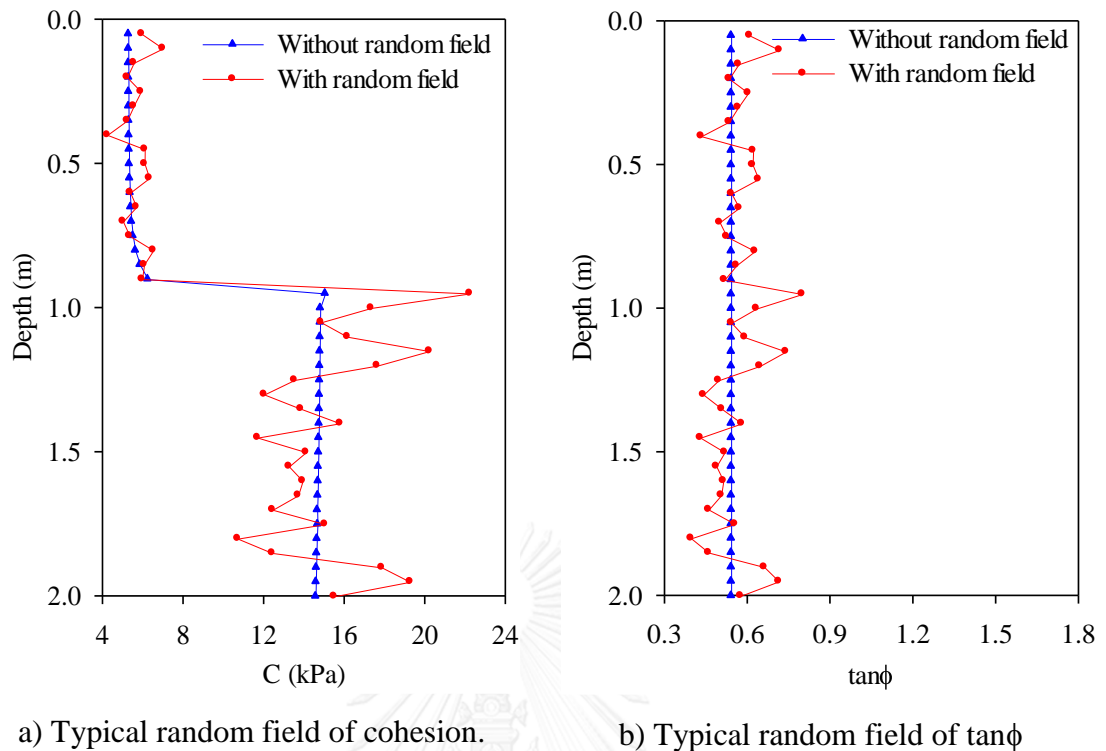 0.0
0.5
1.0
1.5
2.0
Depth (m)
Without random field
With random field
4 8 12 16 20 24
C (kPa)
a) Typical random field of cohesion.
0.0
0.5
1.0
1.5
2.0
Depth (m)
Without random field
With random field
0.3 0.6 0.9 1.2 1.5 1.8
tanϕ
b) Typical random field of tanϕ